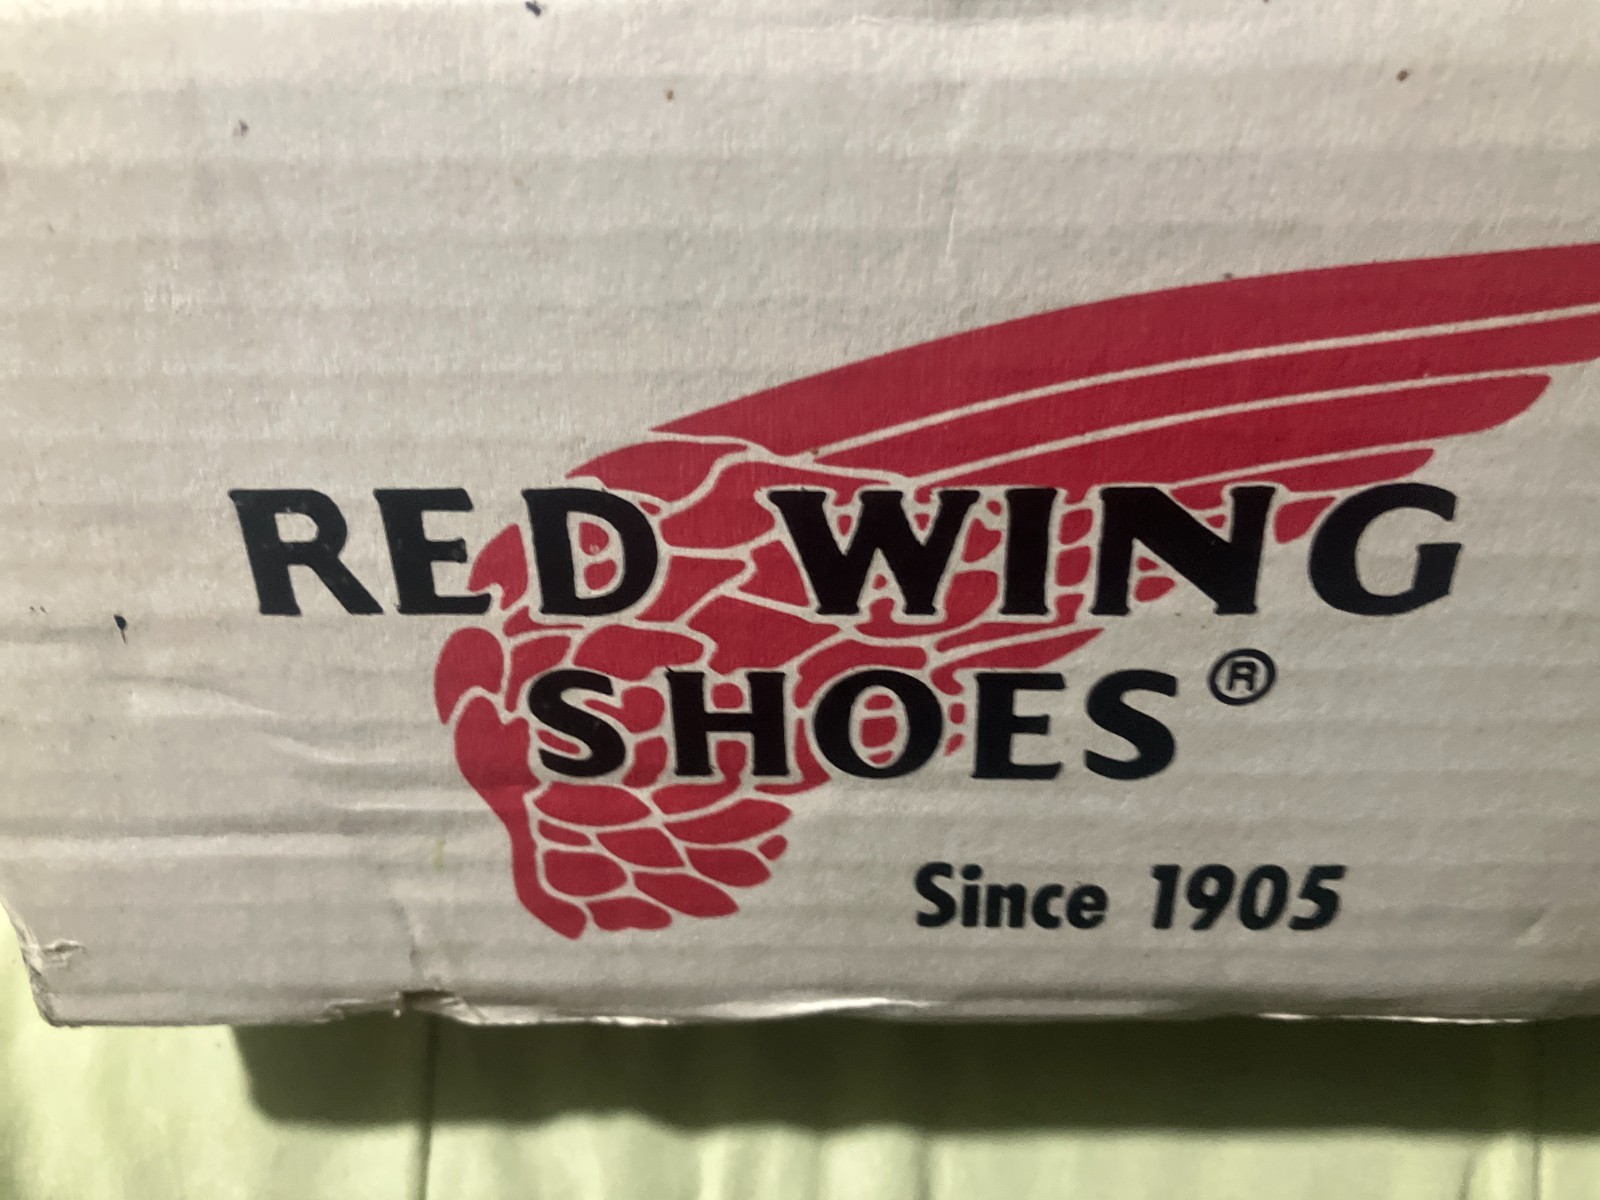 RED WING
SHOES®
Since 1905